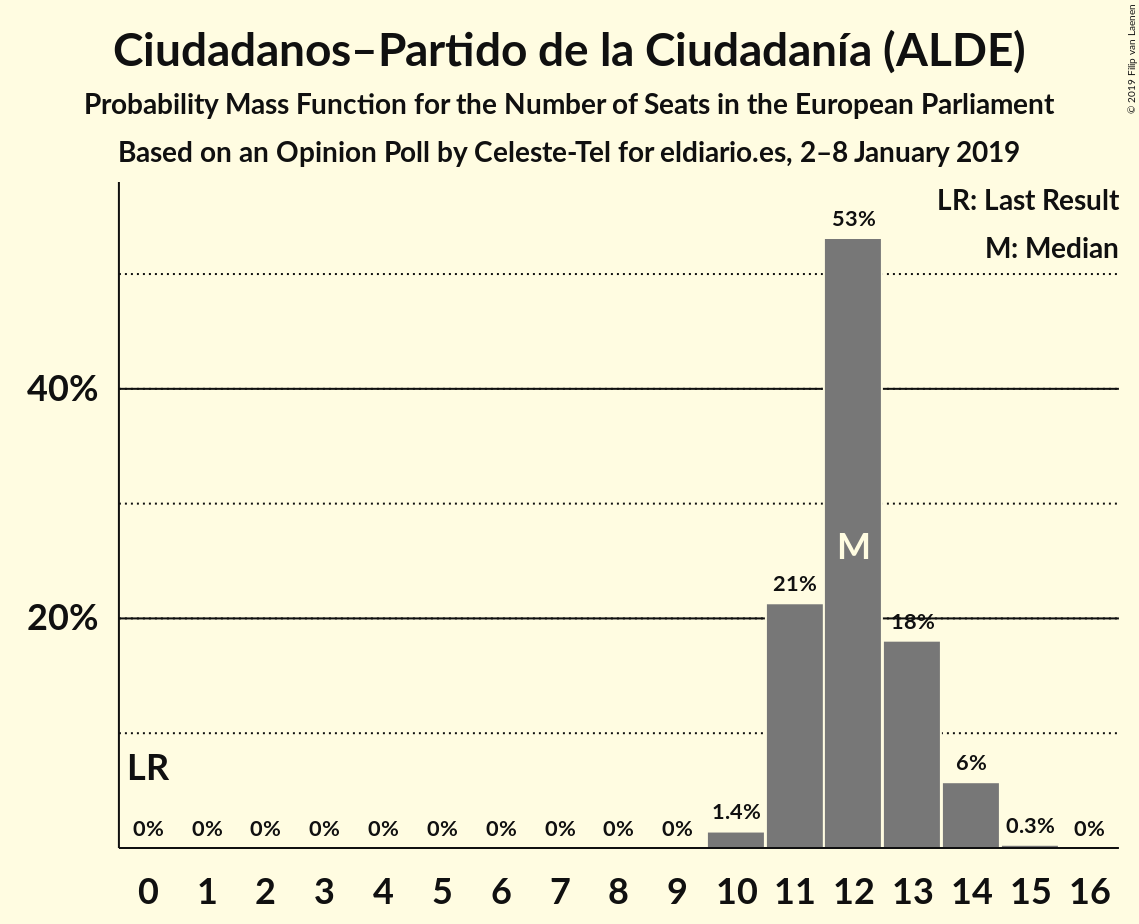 Ciudadanos–Partido de la Ciudadanía (ALDE)
Probability Mass Function for the Number of Seats in the European Parliament
Based on an Opinion Poll by Celeste-Tel for eldiario.es, 2–8 January 2019
© 2019 Filip van Laenen
LR: Last Result
M: Median
53%
40%
M
21%
20%
18%
LR
6%
0% 0% 0% 0% 0% 0% 0% 0% 0% 0% 1.4% 0.3% 0%
0 1 2 3 4 5 6 7 8 9 10 11 12 13 14 15 16